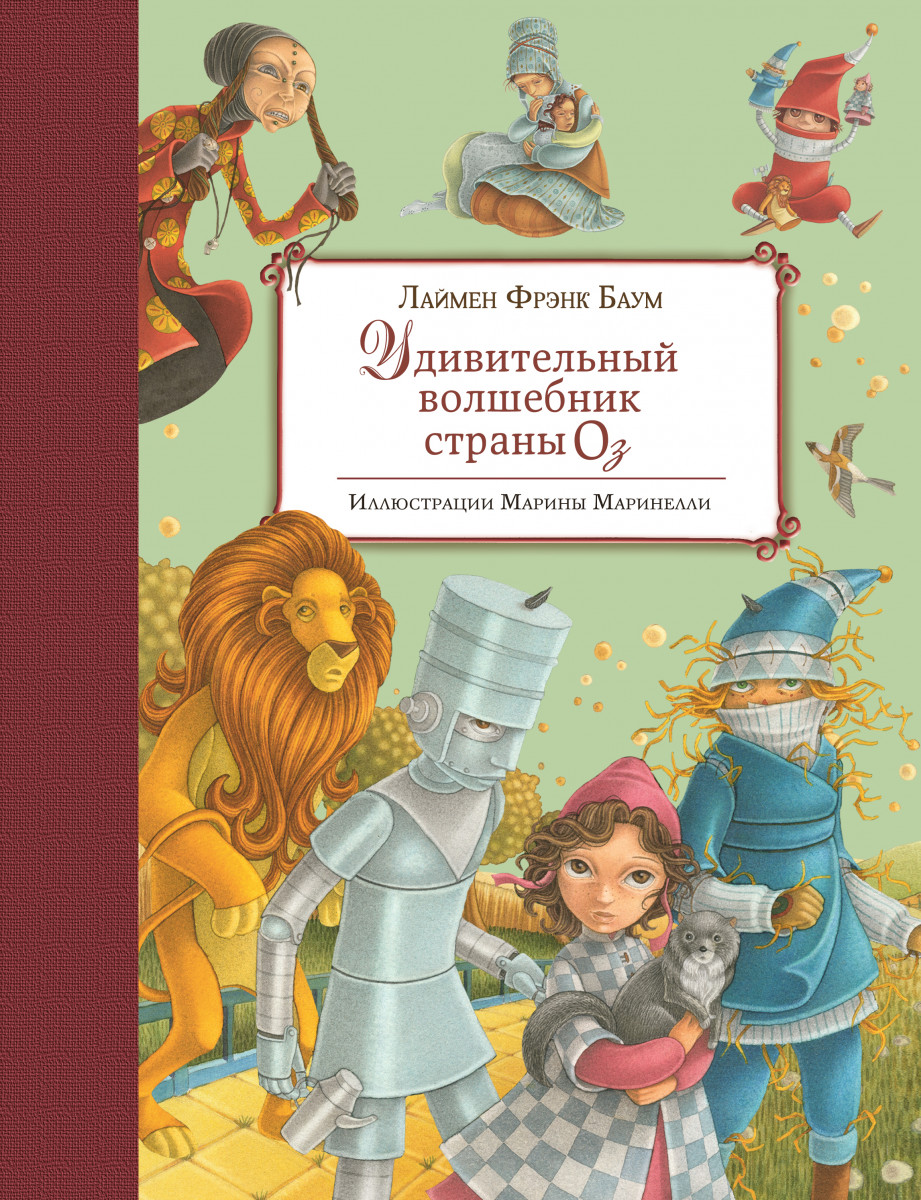 Лаймен Фрэнк Баум
Удивительный
волшебник
страны Оз
Иллюстрации Марины Маринелли